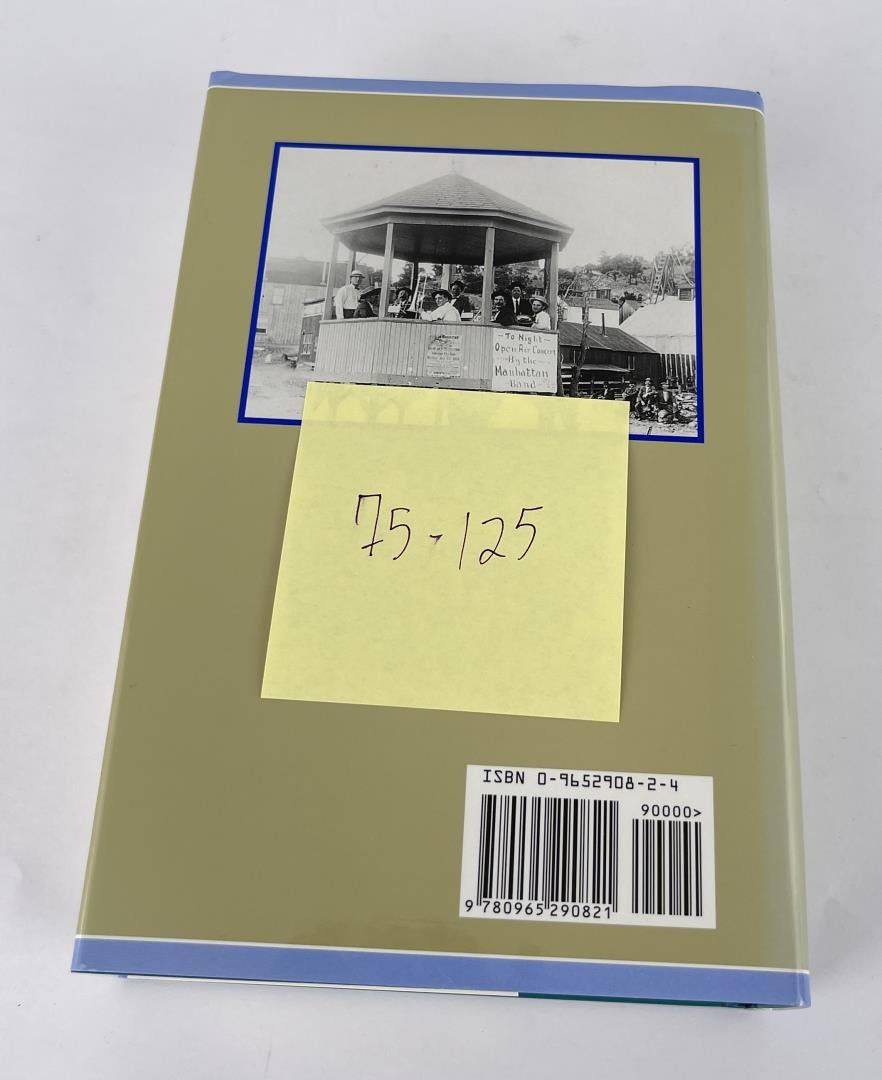 - To Night -
Open Air Concert
- By the -
Manhattan
Band
75-125
ISBN 0-9652908-2-4
90000>
9 780965 290821